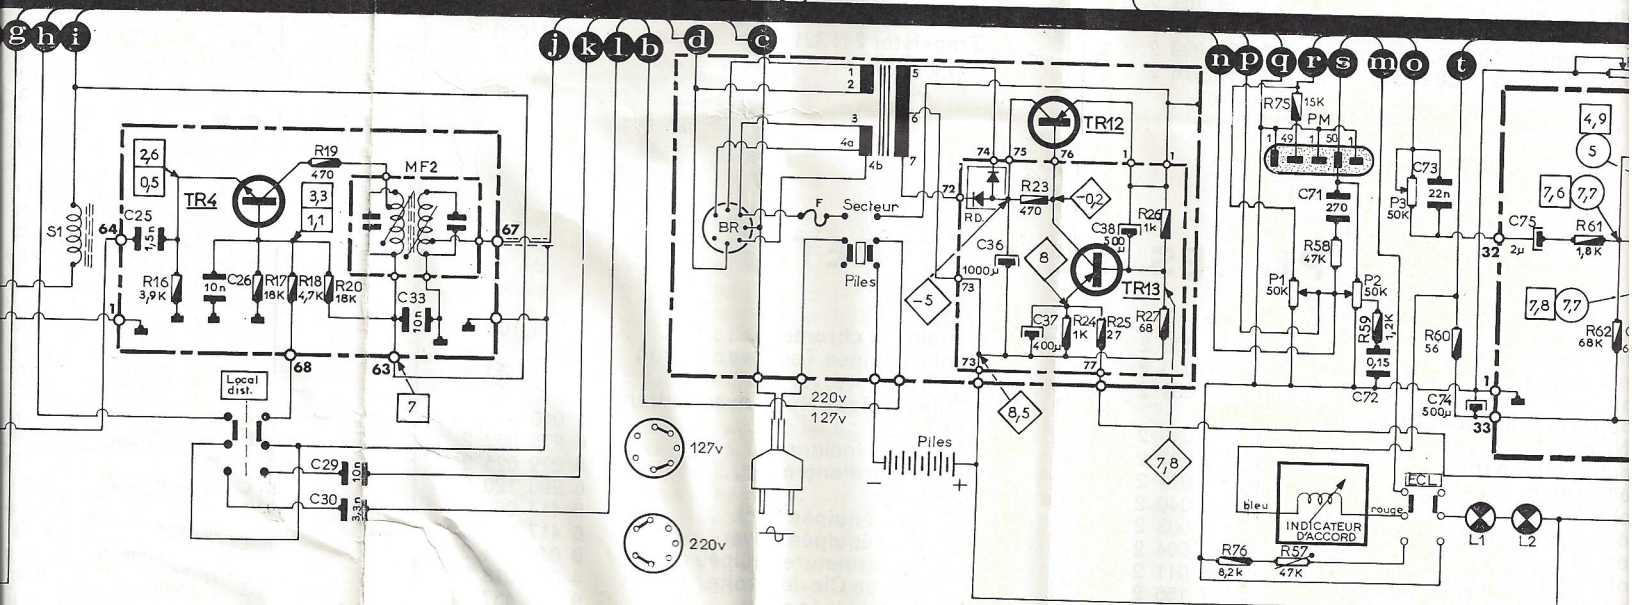 g h i j k l b d c n p q r s m o t
2,6
0,5
TR4
R19
470
3,3
1,1
MF2
64
C25
1,5n
S1
R16
3,9K
10n
C26
R17
18K
R18
4,7K
R20
18K
C33
10n
67
1
68
63
7
Local
dist.
C29
10n
C30
3,3n
1
2
3
4a
4b
5
6
7
BR
F
Secteur
Piles
220v
127v
127v
220v
Piles
-
+
TR12
74
75
76
1
1
72
RD.
R23
470
-0,2
R26
1k
C38
500µ
C36
1000µ
73
-5
8
TR13
C37
400µ
R24
1K
R25
27
R27
68
73
77
8,5
7,8
R75
15K
PM
1
49
1
50
1
C71
270
R58
47K
P1
50K
P2
50K
R59
1,2K
0,15
C72
P3
50K
C73
22n
R60
56
C74
500µ
1
33
32
C75
2µ
R61
1,8K
4,9
5
7,6
7,7
7,8
7,7
R62
68K
bleu
rouge
INDICATEUR
D'ACCORD
ECL
L1
L2
R76
8,2k
R57
47K